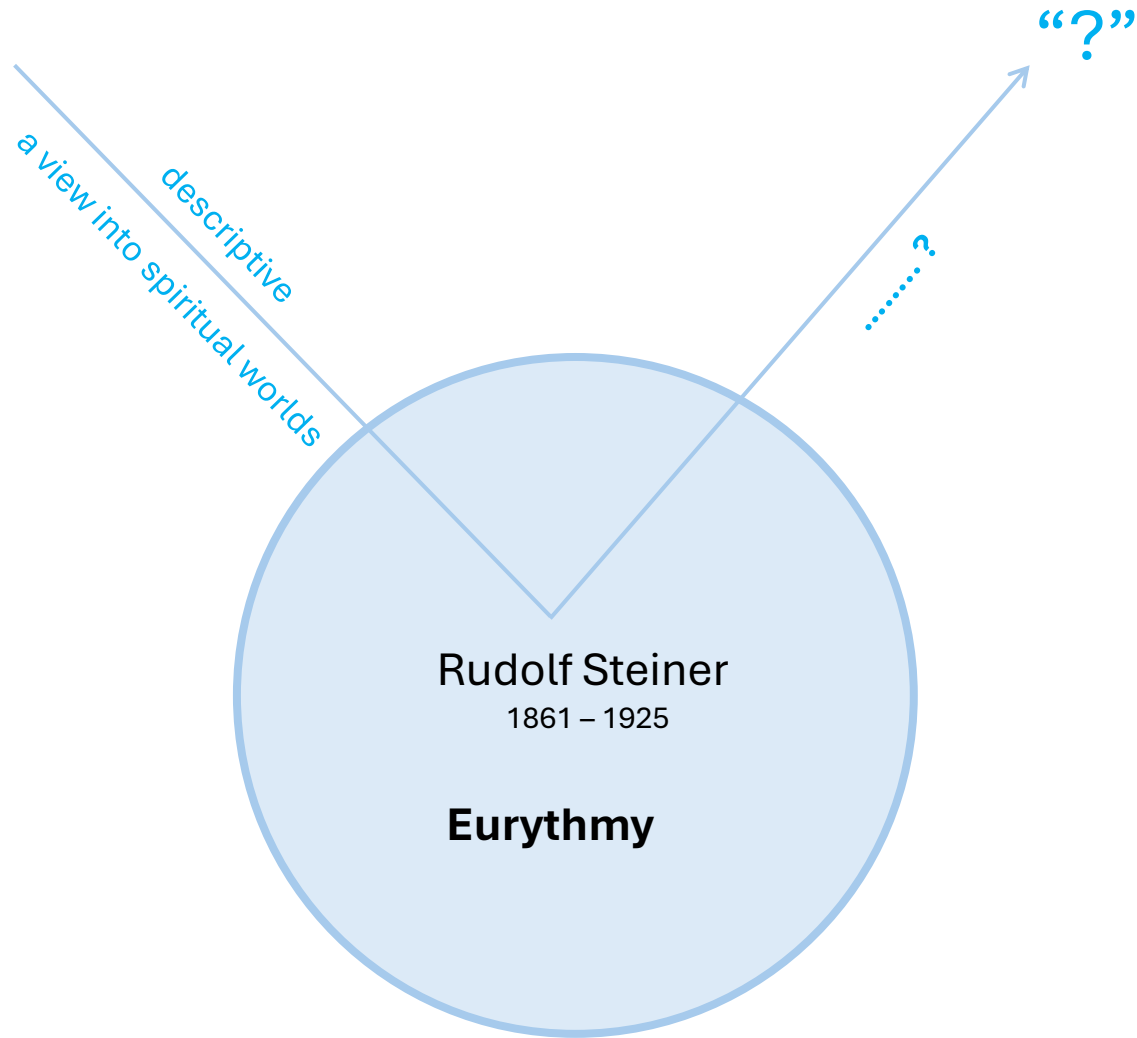 “?”
descriptive
a view into spiritual worlds
........?
Rudolf Steiner
1861 – 1925
Eurythmy